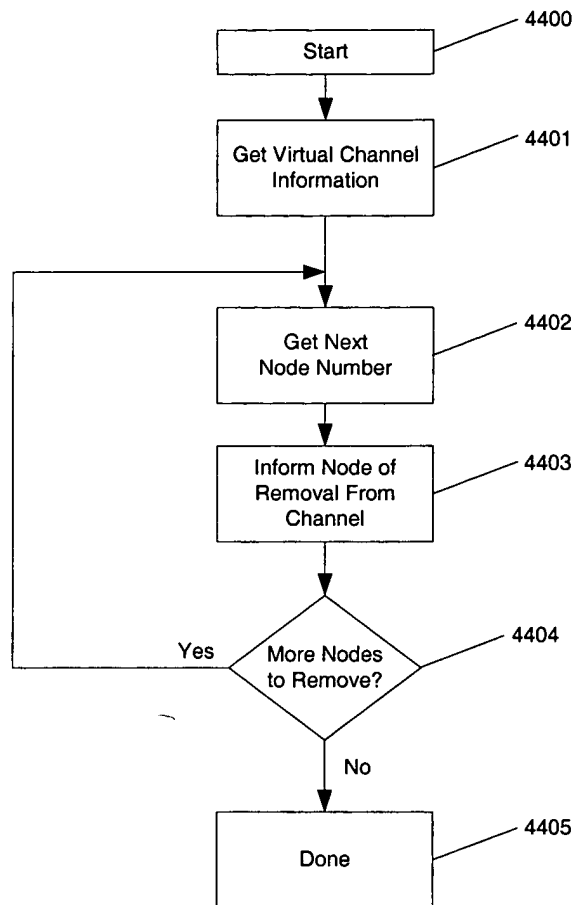 4400
Start
4401
Get Virtual Channel
Information
4402
Get Next
Node Number
4403
Inform Node of
Removal From
Channel
4404
Yes
More Nodes
to Remove?
No
4405
Done